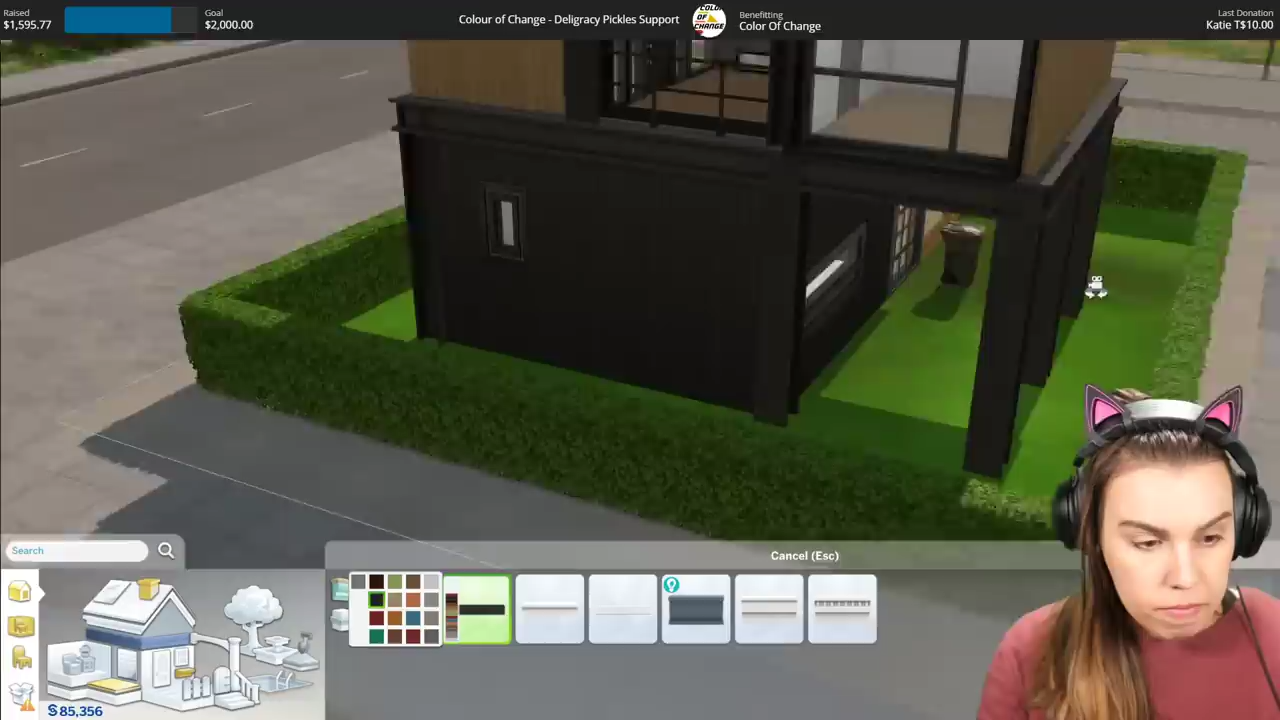 Raised
$1,595.77
Goal
$2,000.00
Colour of Change - Deligracy Pickles Support
COLOR
OF
CHANGE
Benefitting
Color Of Change
Last Donation
Katie T$10.00
Search
Cancel (Esc)
§85,356